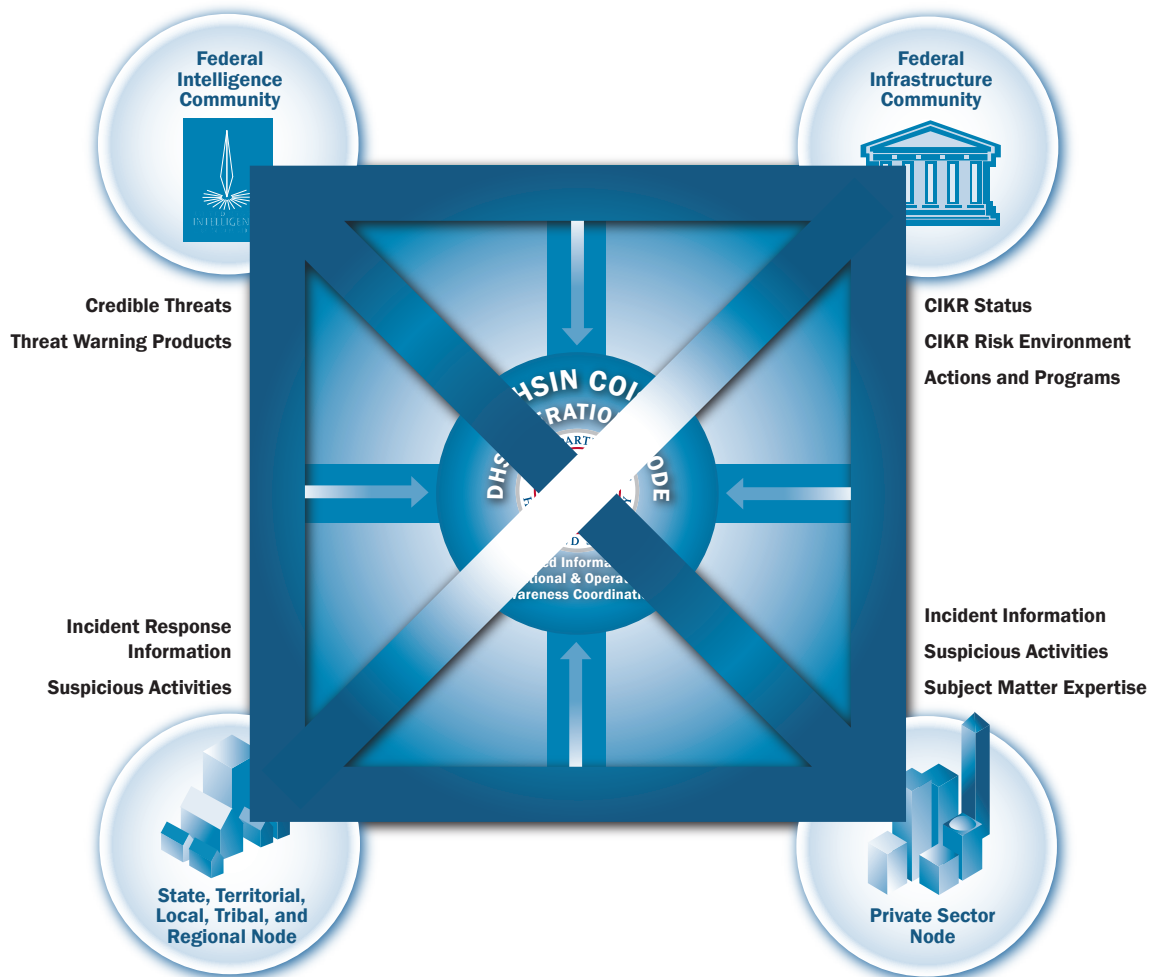 Federal
Intelligence
Community
Federal
Infrastructure
Community
Credible Threats
Threat Warning Products
CIKR Status
CIKR Risk Environment
Actions and Programs
Incident Response
Information
Suspicious Activities
Incident Information
Suspicious Activities
Subject Matter Expertise
State, Territorial,
Local, Tribal, and
Regional Node
Private Sector
Node